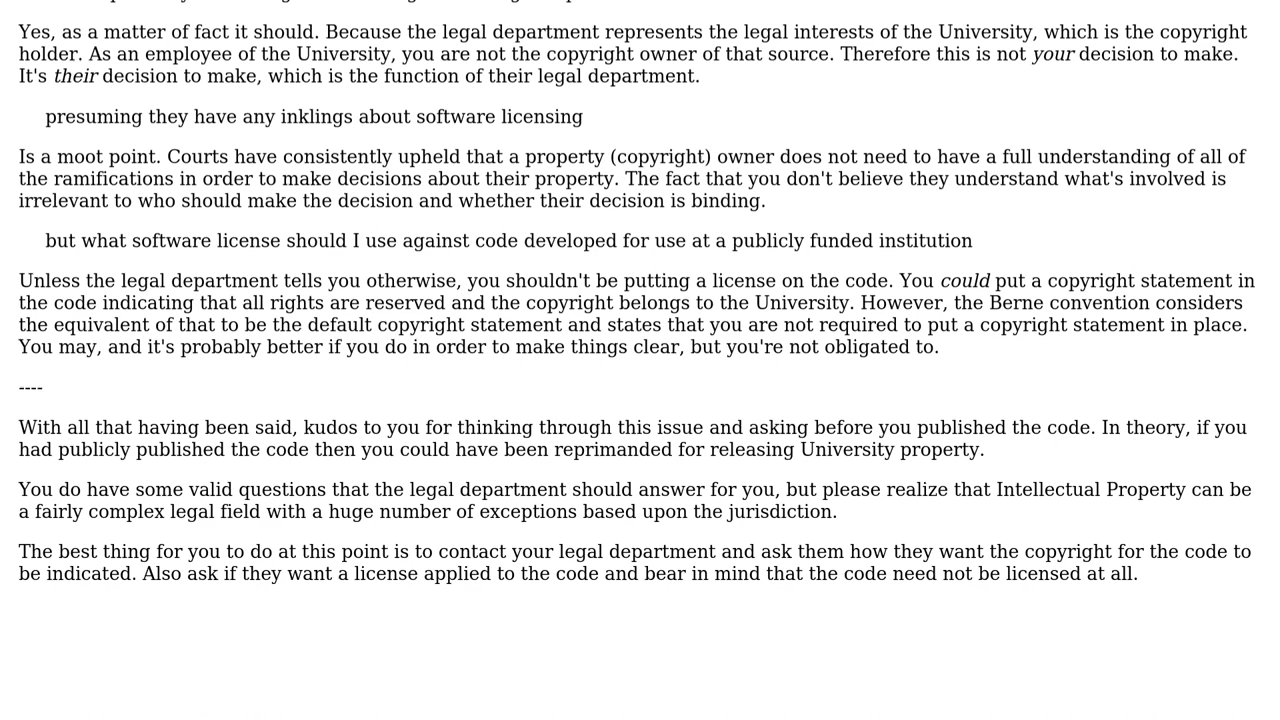 Yes, as a matter of fact it should. Because the legal department represents the legal interests of the University, which is the copyright
holder. As an employee of the University, you are not the copyright owner of that source. Therefore this is not your decision to make.
It's their decision to make, which is the function of their legal department.
presuming they have any inklings about software licensing
Is a moot point. Courts have consistently upheld that a property (copyright) owner does not need to have a full understanding of all of
the ramifications in order to make decisions about their property. The fact that you don't believe they understand what's involved is
irrelevant to who should make the decision and whether their decision is binding.
but what software license should I use against code developed for use at a publicly funded institution
Unless the legal department tells you otherwise, you shouldn't be putting a license on the code. You could put a copyright statement in
the code indicating that all rights are reserved and the copyright belongs to the University. However, the Berne convention considers
the equivalent of that to be the default copyright statement and states that you are not required to put a copyright statement in place.
You may, and it's probably better if you do in order to make things clear, but you're not obligated to.
----
With all that having been said, kudos to you for thinking through this issue and asking before you published the code. In theory, if you
had publicly published the code then you could have been reprimanded for releasing University property.
You do have some valid questions that the legal department should answer for you, but please realize that Intellectual Property can be
a fairly complex legal field with a huge number of exceptions based upon the jurisdiction.
The best thing for you to do at this point is to contact your legal department and ask them how they want the copyright for the code to
be indicated. Also ask if they want a license applied to the code and bear in mind that the code need not be licensed at all.